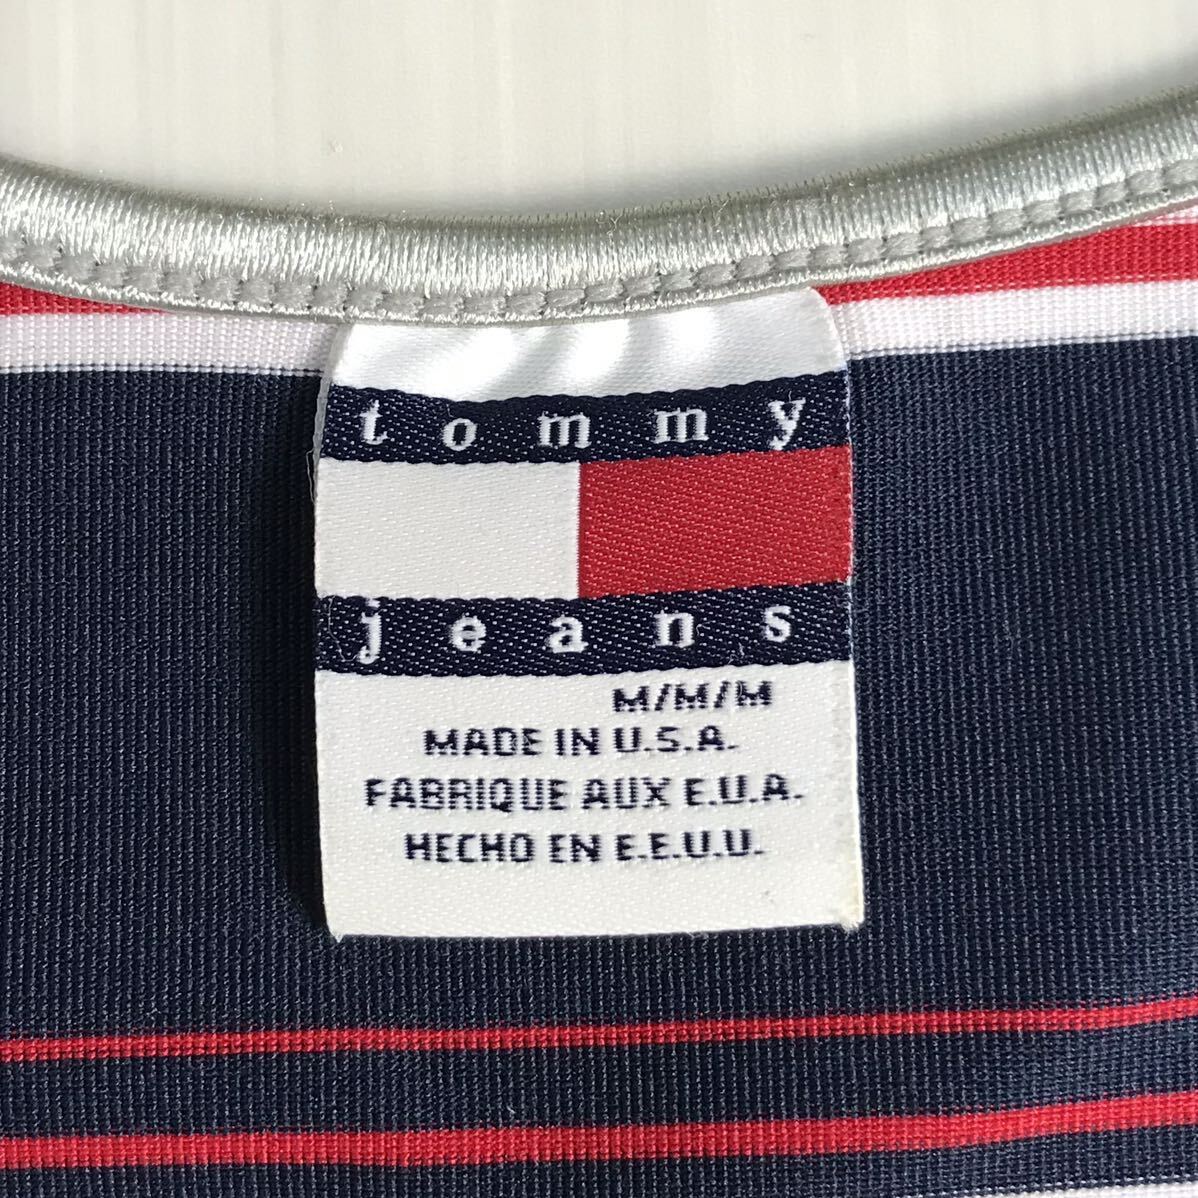 tommy
jeans
M/M/M
MADE IN U.S.A.
FABRIQUE AUX E.U.A.
HECHO EN E.E.U.U.